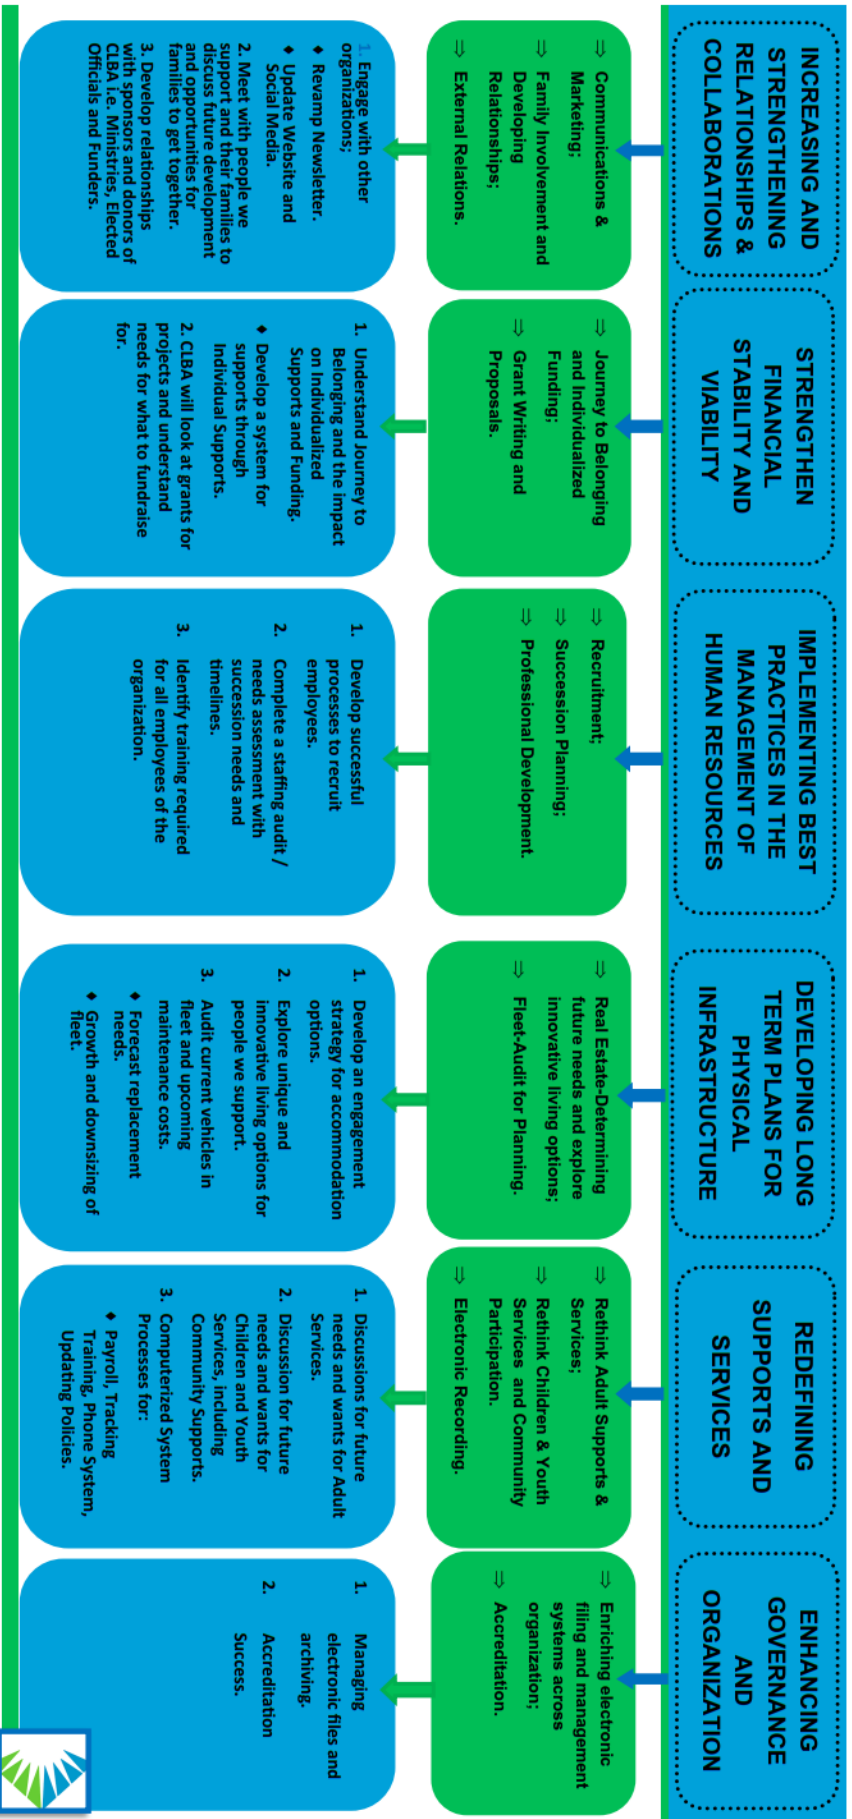 INCREASING AND
STRENGTHENING
RELATIONSHIPS &
COLLABORATIONS
⇒ Communications &
Marketing;
⇒ Family Involvement and
Developing
Relationships;
⇒ External Relations.
1. Engage with other
organizations;
♦ Revamp Newsletter.
♦ Update Website and
Social Media.
2. Meet with people we
support and their families to
discuss future development
and opportunities for
families to get together.
3. Develop relationships
with sponsors and donors of
CLBA i.e. Ministries, Elected
Officials and Funders.
STRENGTHEN
FINANCIAL
STABILITY AND
VIABILITY
⇒ Journey to Belonging
and Individualized
Funding;
⇒ Grant Writing and
Proposals.
1. Understand Journey to
Belonging and the impact
on Individualized
Supports and Funding.
♦ Develop a system for
supports through
Individual Supports.
2. CLBA will look at grants for
projects and understand
needs for what to fundraise
for.
IMPLEMENTING BEST
PRACTICES IN THE
MANAGEMENT OF
HUMAN RESOURCES
⇒ Recruitment;
⇒ Succession Planning;
⇒ Professional Development.
1. Develop successful
processes to recruit
employees.
2. Complete a staffing audit /
needs assessment with
succession needs and
timelines.
3. Identify training required
for all employees of the
organization.
DEVELOPING LONG
TERM PLANS FOR
PHYSICAL
INFRASTRUCTURE
⇒ Real Estate-Determining
future needs and explore
innovative living options;
⇒ Fleet-Audit for Planning.
1. Develop an engagement
strategy for accommodation
options.
2. Explore unique and
innovative living options for
people we support.
3. Audit current vehicles in
fleet and upcoming
maintenance costs.
♦ Forecast replacement
needs.
♦ Growth and downsizing of
fleet.
REDEFINING
SUPPORTS AND
SERVICES
⇒ Rethink Adult Supports &
Services;
⇒ Rethink Children & Youth
Services and Community
Participation.
⇒ Electronic Recording.
1. Discussions for future
needs and wants for Adult
Services.
2. Discussion for future
needs and wants for
Children and Youth
Services, including
Community Supports.
3. Computerized System
Processes for:
♦ Payroll, Tracking
Training, Phone System,
Updating Policies.
ENHANCING
GOVERNANCE
AND
ORGANIZATION
⇒ Enriching electronic
filing and management
systems across
organization;
⇒ Accreditation.
1. Managing
electronic files and
archiving.
2. Accreditation
Success.